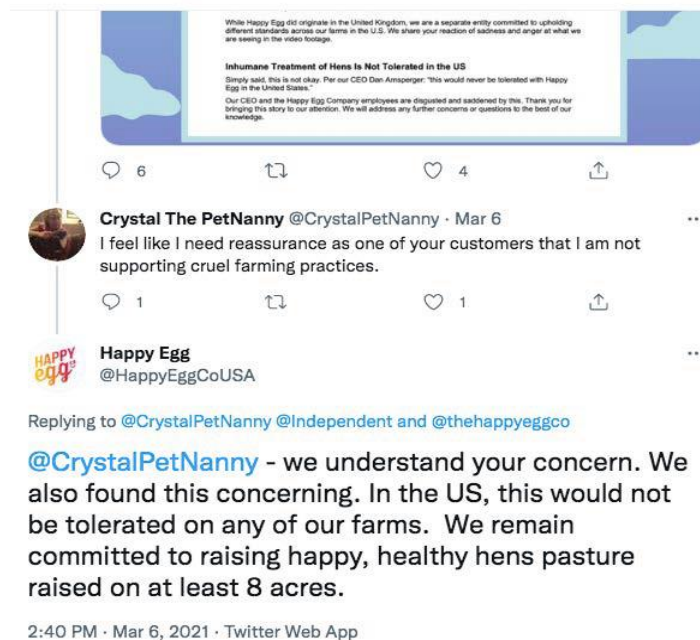 While Happy Egg did originate in the United Kingdom, we are a separate entity committed to upholding
different standards across our farms in the U.S. We share your reaction of sadness and anger at what we
are seeing in the video footage.
Inhumane Treatment of Hens Is Not Tolerated in the US
Simply said, this is not okay. Per our CEO Dan Arnsperger: "this would never be tolerated with Happy
Egg in the United States."
Our CEO and the Happy Egg Company employees are disgusted and saddened by this. Thank you for
bringing this story to our attention. We will address any further concerns or questions to the best of our
knowledge.
6 4
Crystal The PetNanny @CrystalPetNanny · Mar 6
I feel like I need reassurance as one of your customers that I am not
supporting cruel farming practices.
1 1
HAPPY
egg
Happy Egg
@HappyEggCoUSA
Replying to @CrystalPetNanny @Independent and @thehappyeggco
@CrystalPetNanny - we understand your concern. We
also found this concerning. In the US, this would not
be tolerated on any of our farms.  We remain
committed to raising happy, healthy hens pasture
raised on at least 8 acres.
2:40 PM · Mar 6, 2021 · Twitter Web App